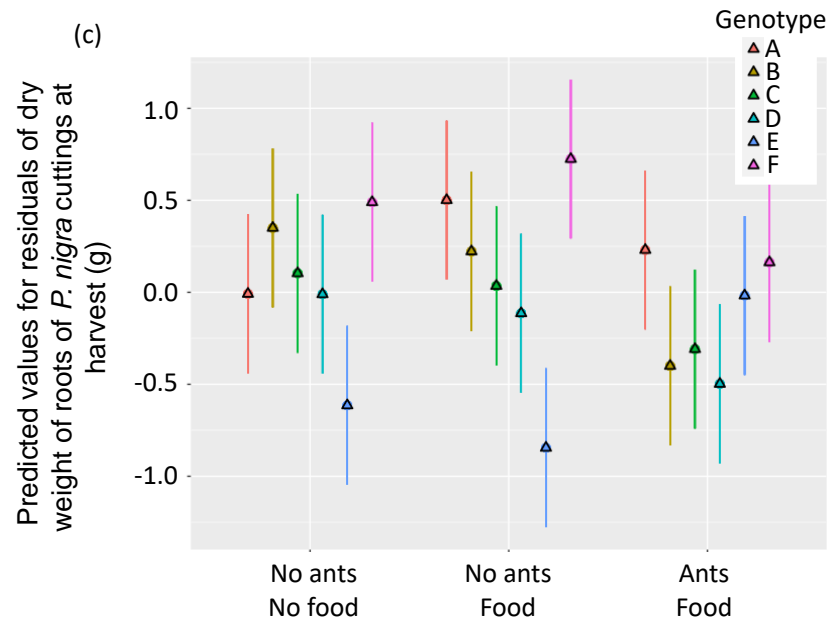 (c)
Genotype
A
B
C
D
E
F
Predicted values for residuals of dry
weight of roots of P. nigra cuttings at
harvest (g)
1.0
0.5
0.0
-0.5
-1.0
No ants
No food
No ants
Food
Ants
Food